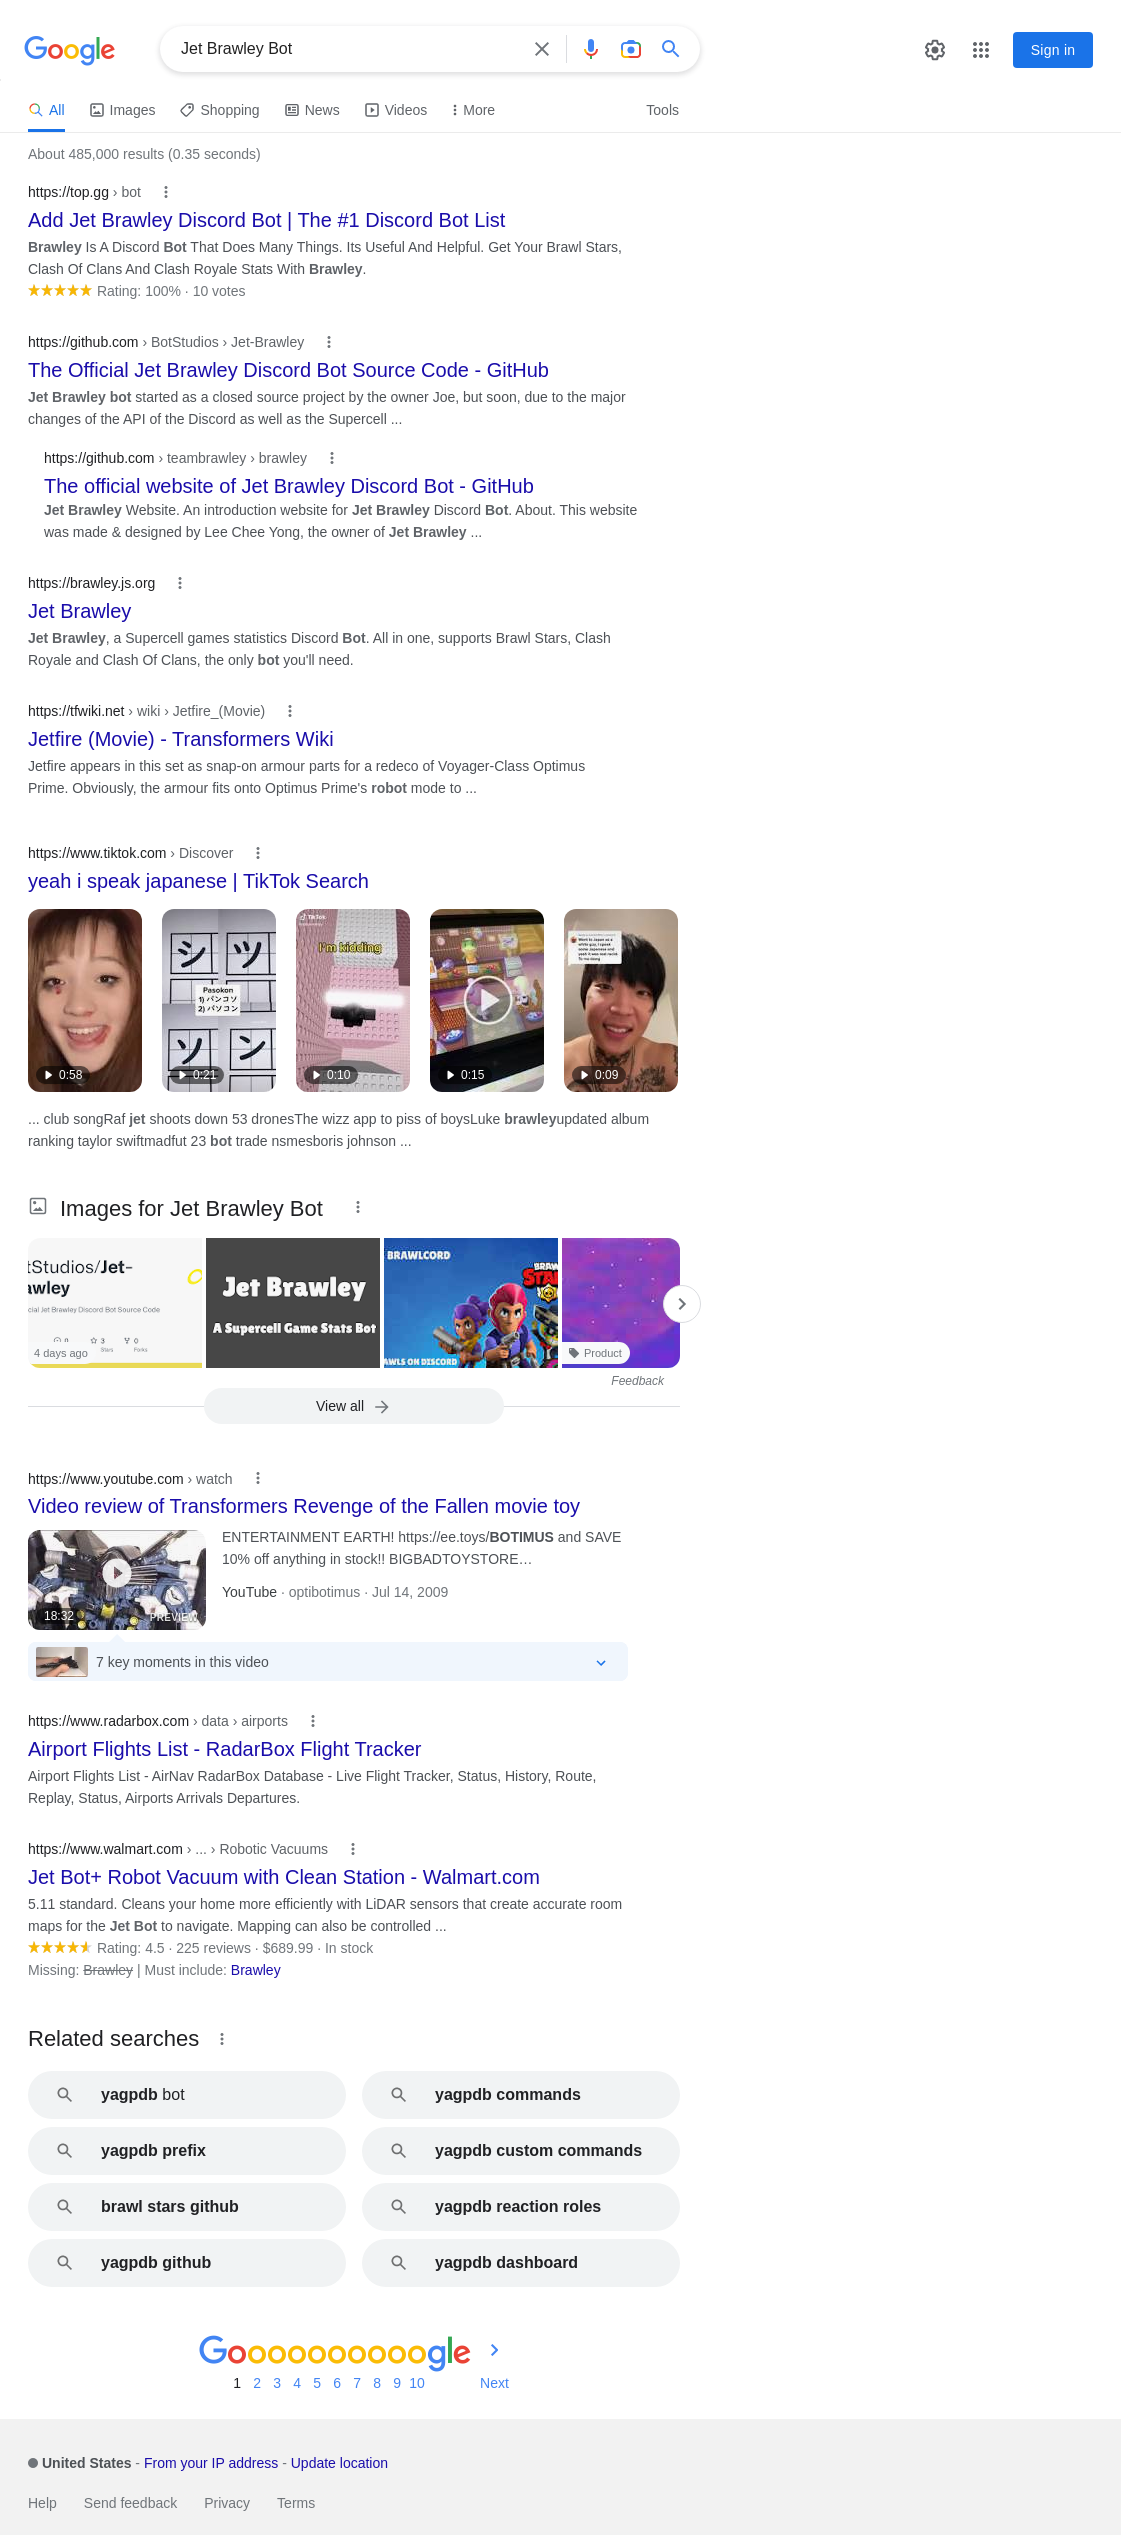 Google
Jet Brawley Bot
Sign in
All Images Shopping News Videos More Tools
About 485,000 results (0.35 seconds)
https://top.gg › bot
Add Jet Brawley Discord Bot | The #1 Discord Bot List
Brawley Is A Discord Bot That Does Many Things. Its Useful And Helpful. Get Your Brawl Stars,
Clash Of Clans And Clash Royale Stats With Brawley.
Rating: 100% · 10 votes
https://github.com › BotStudios › Jet-Brawley
The Official Jet Brawley Discord Bot Source Code - GitHub
Jet Brawley bot started as a closed source project by the owner Joe, but soon, due to the major
changes of the API of the Discord as well as the Supercell ...
https://github.com › teambrawley › brawley
The official website of Jet Brawley Discord Bot - GitHub
Jet Brawley Website. An introduction website for Jet Brawley Discord Bot. About. This website
was made & designed by Lee Chee Yong, the owner of Jet Brawley ...
https://brawley.js.org
Jet Brawley
Jet Brawley, a Supercell games statistics Discord Bot. All in one, supports Brawl Stars, Clash
Royale and Clash Of Clans, the only bot you'll need.
https://tfwiki.net › wiki › Jetfire_(Movie)
Jetfire (Movie) - Transformers Wiki
Jetfire appears in this set as snap-on armour parts for a redeco of Voyager-Class Optimus
Prime. Obviously, the armour fits onto Optimus Prime's robot mode to ...
https://www.tiktok.com › Discover
yeah i speak japanese | TikTok Search
TikTok
I'm kidding
シ ツ
Pasokon
1) パンコソ
2) パソコン
ソ ン
0:58 0:21 0:10 0:15 0:09
... club songRaf jet shoots down 53 dronesThe wizz app to piss of boysLuke brawleyupdated album
ranking taylor swiftmadfut 23 bot trade nsmesboris johnson ...
Images for Jet Brawley Bot
tStudios/Jet-
awley
cial Jet Brawley Discord Bot Source Code
0 3 0
Stars Forks
4 days ago
Jet Brawley
A Supercell Game Stats Bot
BRAWLCORD
BRAWL
STARS
AWLS ON DISCORD
Product
Feedback
View all
https://www.youtube.com › watch
Video review of Transformers Revenge of the Fallen movie toy
ENTERTAINMENT EARTH! https://ee.toys/BOTIMUS and SAVE
10% off anything in stock!! BIGBADTOYSTORE…
YouTube · optibotimus · Jul 14, 2009
18:32
PREVIEW
7 key moments in this video
https://www.radarbox.com › data › airports
Airport Flights List - RadarBox Flight Tracker
Airport Flights List - AirNav RadarBox Database - Live Flight Tracker, Status, History, Route,
Replay, Status, Airports Arrivals Departures.
https://www.walmart.com › ... › Robotic Vacuums
Jet Bot+ Robot Vacuum with Clean Station - Walmart.com
5.11 standard. Cleans your home more efficiently with LiDAR sensors that create accurate room
maps for the Jet Bot to navigate. Mapping can also be controlled ...
Rating: 4.5 · 225 reviews · $689.99 · In stock
Missing: Brawley | Must include: Brawley
Related searches
yagpdb bot
yagpdb commands
yagpdb prefix
yagpdb custom commands
brawl stars github
yagpdb reaction roles
yagpdb github
yagpdb dashboard
Goooooooooogle
1 2 3 4 5 6 7 8 9 10 Next
United States - From your IP address - Update location
Help Send feedback Privacy Terms